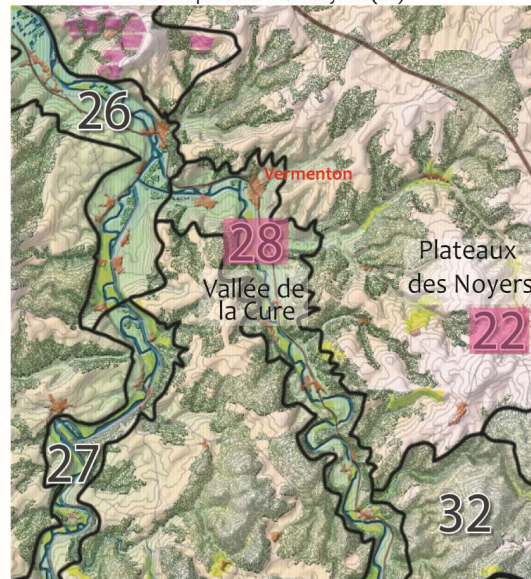 26
Vermenton
28
Plateaux
des Noyers
Vallée de
la Cure
22
27
32